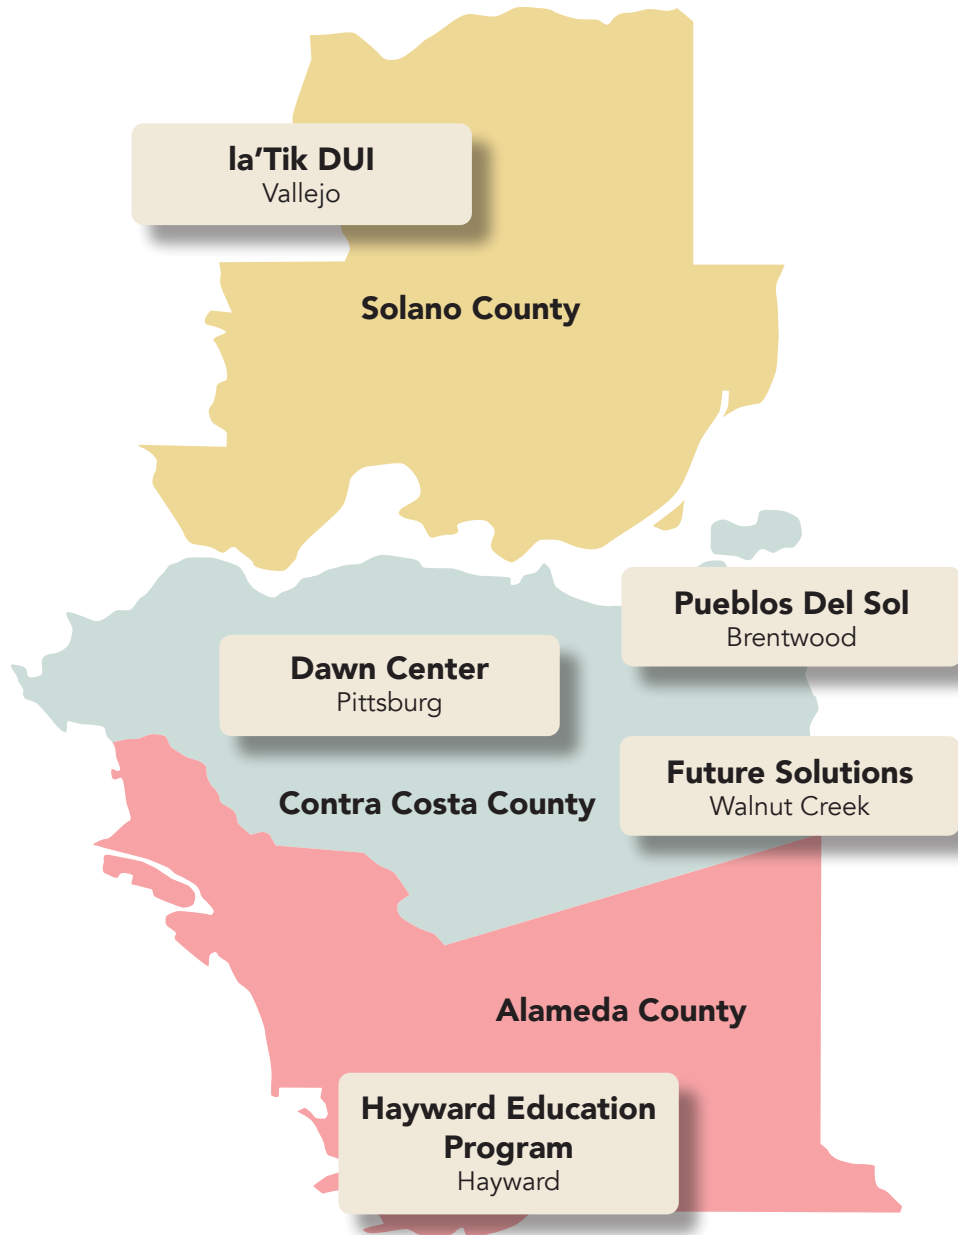 la'Tik DUI
Vallejo
Solano County
Pueblos Del Sol
Brentwood
Dawn Center
Pittsburg
Future Solutions
Walnut Creek
Contra Costa County
Alameda County
Hayward Education
Program
Hayward